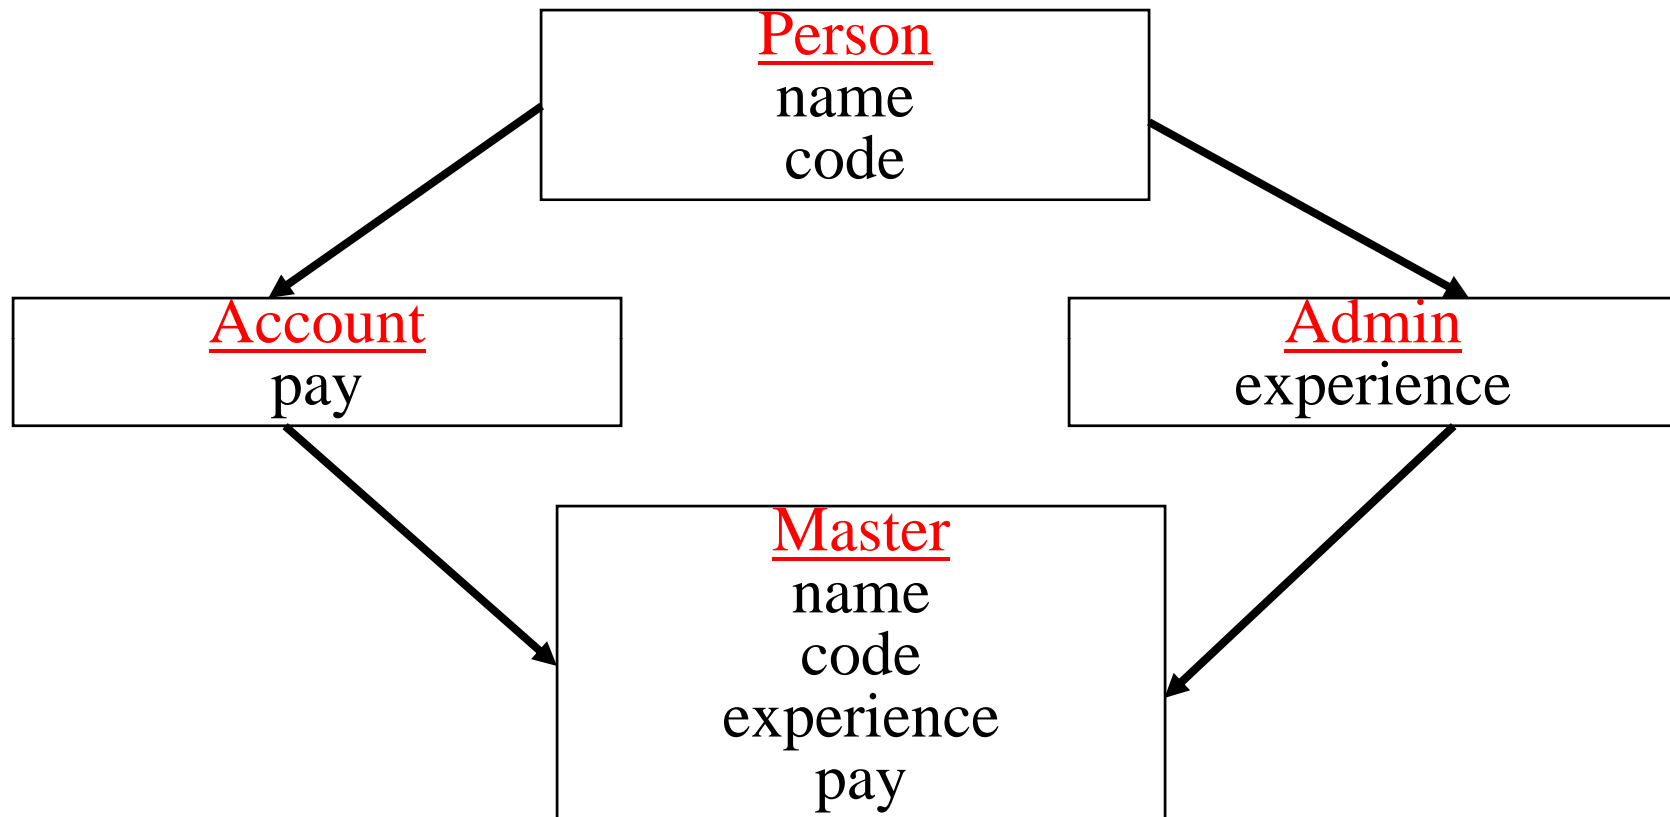 Person
name
code
Account
pay
Admin
experience
Master
name
code
experience
pay